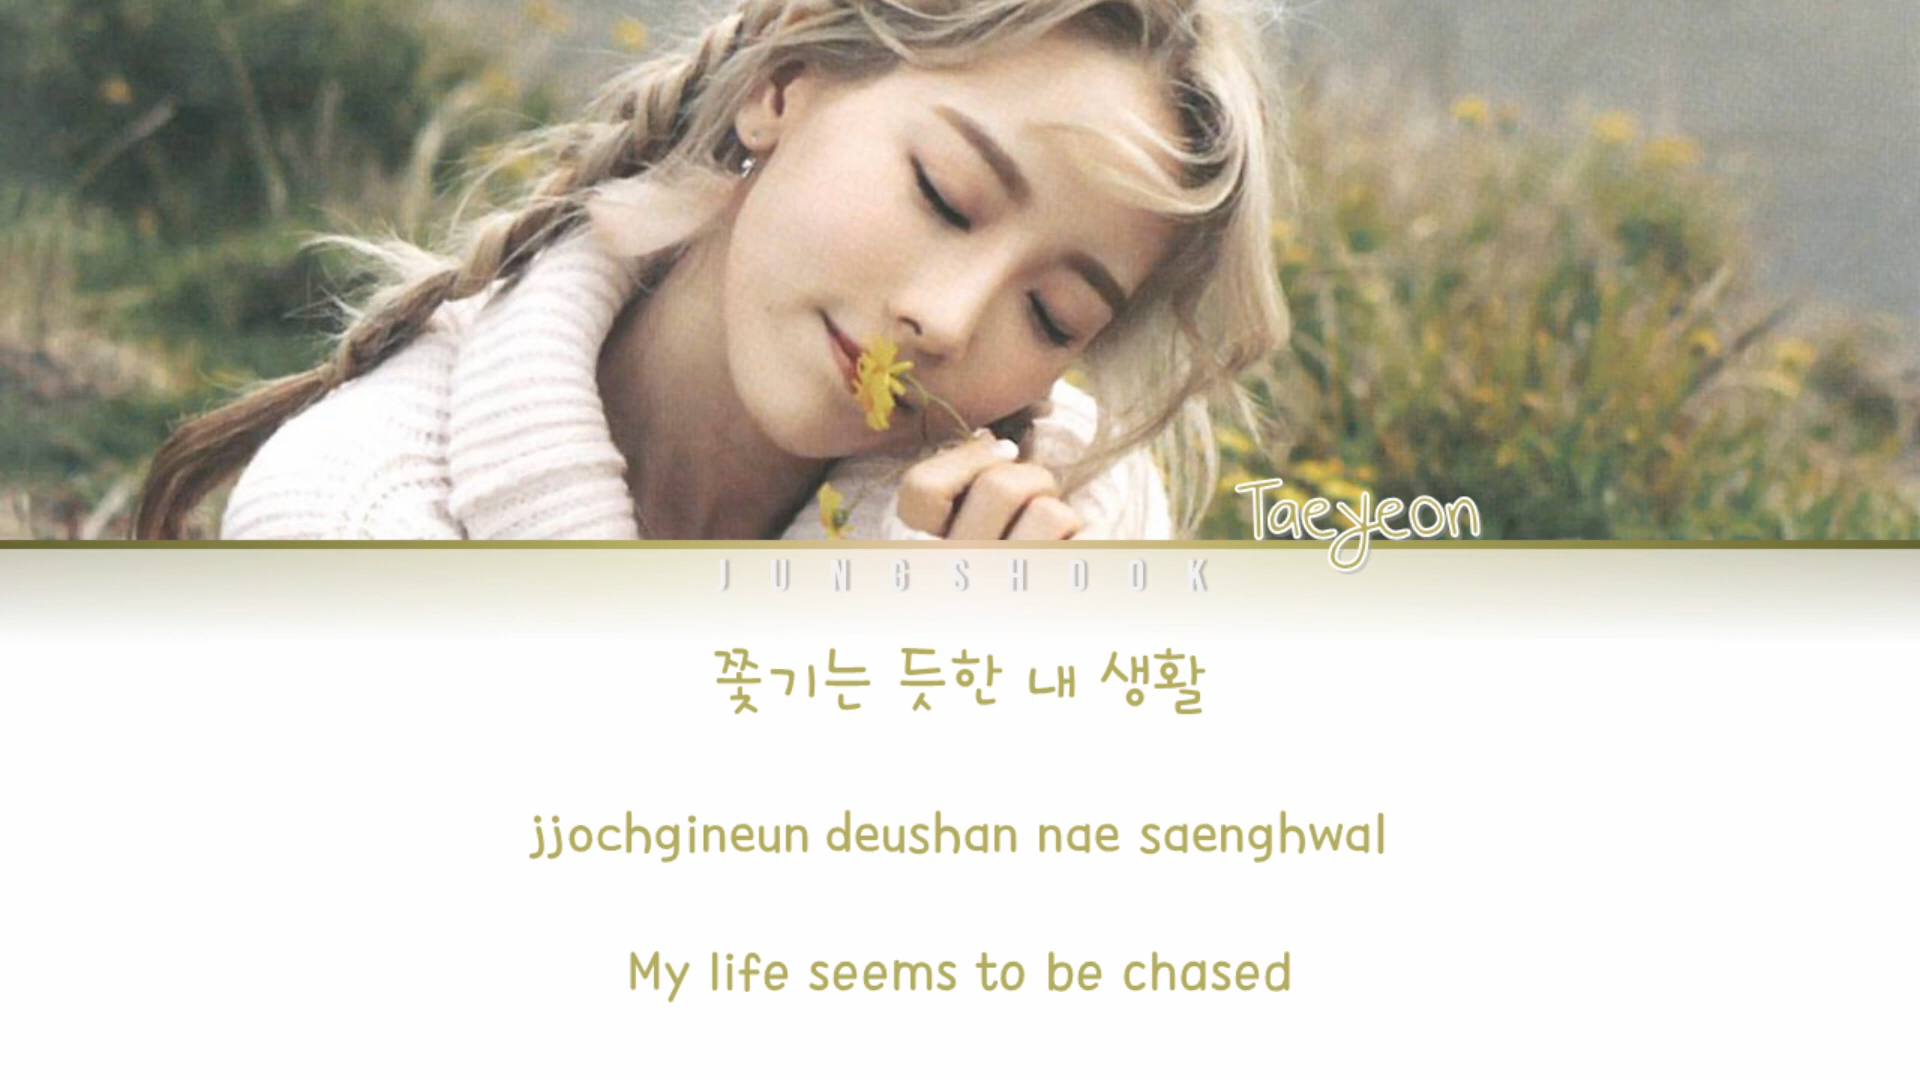 Taeyeon
JUNGSHOOK
쫓기는 듯한 내 생활
jjochgineun deushan nae saenghwal
My life seems to be chased